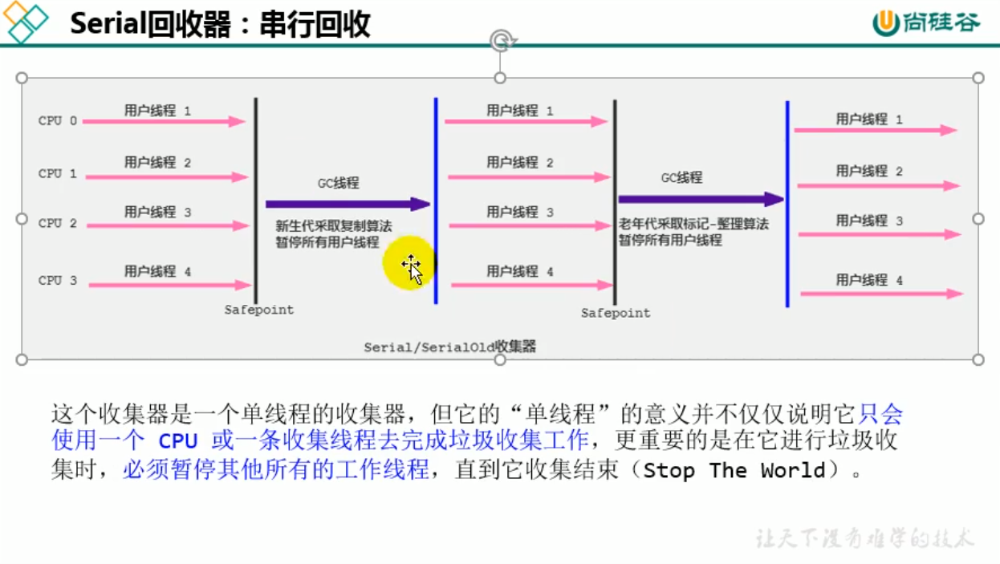 Serial回收器：串行回收
尚硅谷
CPU 0
用户线程 1
用户线程 1
用户线程 1
CPU 1
用户线程 2
用户线程 2
用户线程 2
GC线程
GC线程
CPU 2
用户线程 3
用户线程 3
用户线程 3
新生代采取复制算法
暂停所有用户线程
老年代采取标记-整理算法
暂停所有用户线程
CPU 3
用户线程 4
用户线程 4
用户线程 4
Safepoint
Safepoint
Serial/SerialOld收集器
这个收集器是一个单线程的收集器，但它的“单线程”的意义并不仅仅说明它只会
使用一个 CPU 或一条收集线程去完成垃圾收集工作，更重要的是在它进行垃圾收
集时，必须暂停其他所有的工作线程，直到它收集结束（Stop The World）。
让天下没有难学的技术